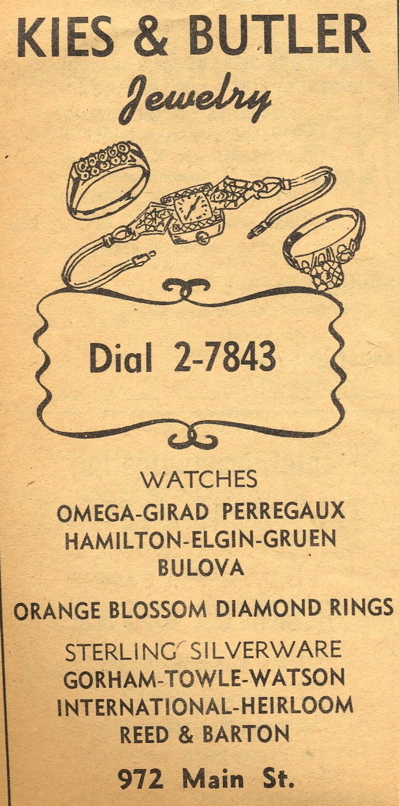 KIES & BUTLER
Jewelry
Dial 2-7843
WATCHES
OMEGA-GIRAD PERREGAUX
HAMILTON-ELGIN-GRUEN
BULOVA
ORANGE BLOSSOM DIAMOND RINGS
STERLING SILVERWARE
GORHAM-TOWLE-WATSON
INTERNATIONAL-HEIRLOOM
REED & BARTON
972 Main St.